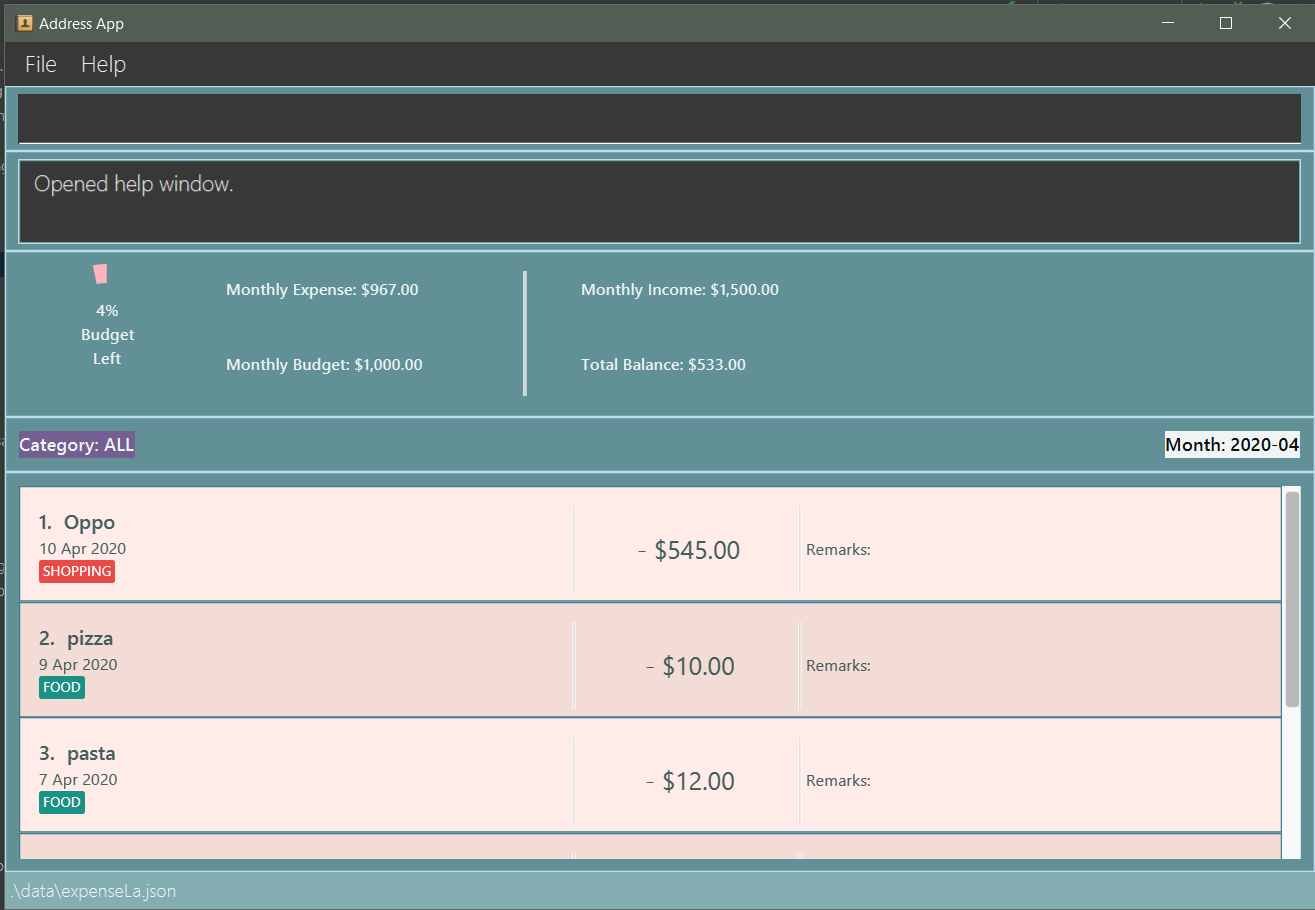 Address App
File Help
Opened help window.
4%
Budget
Left
Monthly Expense: $967.00
Monthly Budget: $1,000.00
Monthly Income: $1,500.00
Total Balance: $533.00
Category: ALL
Month: 2020-04
1. Oppo
10 Apr 2020
SHOPPING
- $545.00
Remarks:
2. pizza
9 Apr 2020
FOOD
- $10.00
Remarks:
3. pasta
7 Apr 2020
FOOD
- $12.00
Remarks:
.\data\expenseLa.json